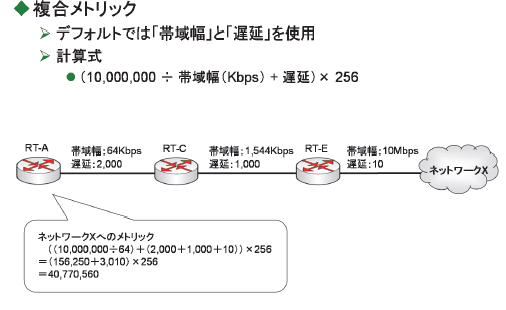 複合メトリック
デフォルトでは「帯域幅」と「遅延」を使用
計算式
(10,000,000 ÷ 帯域幅(Kbps) + 遅延)× 256
RT-A
帯域幅;64Kbps
遅延:2,000
RT-C
帯域幅;1,544Kbps
遅延:1,000
RT-E
帯域幅;10Mbps
遅延:10
ネットワークX
ネットワークXへのメトリック
((10,000,000÷64)+(2,000+1,000+10))×256
=(156,250+3,010)×256
=40,770,560